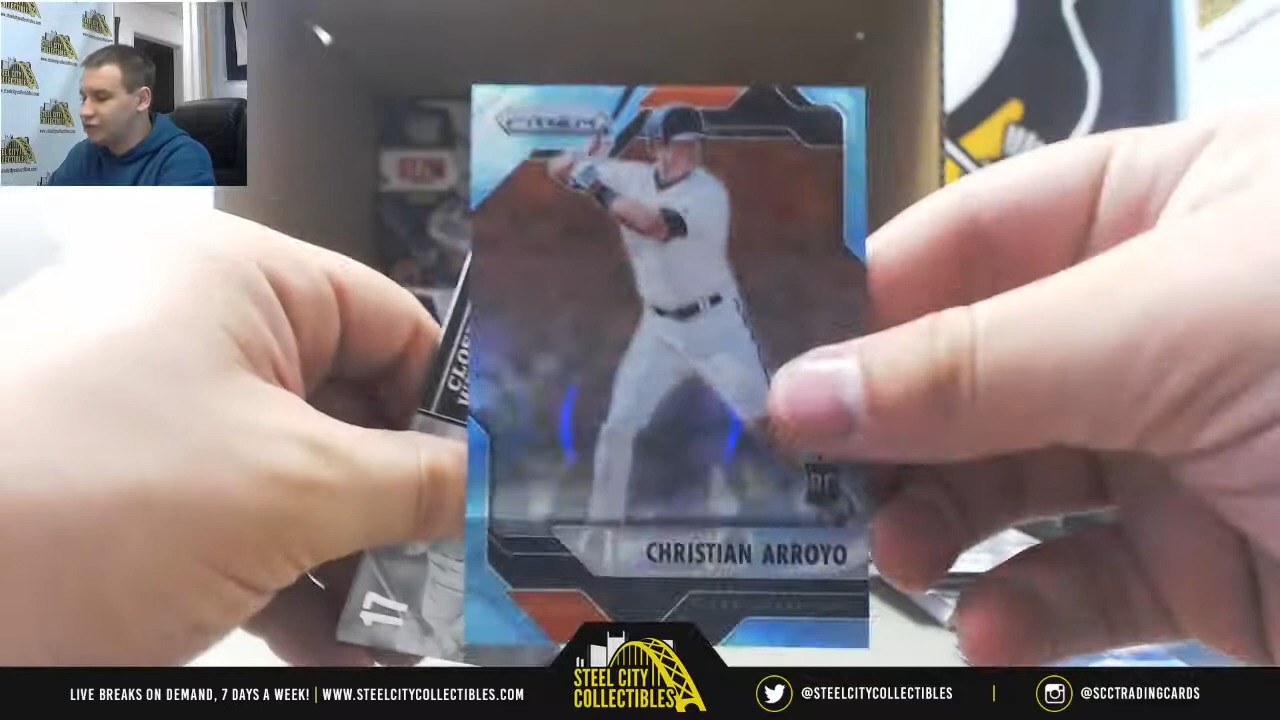 PRIZM
RC
CHRISTIAN ARROYO
17
STEEL CITY
COLLECTIBLES
LIVE BREAKS ON DEMAND, 7 DAYS A WEEK! | WWW.STEELCITYCOLLECTIBLES.COM
@STEELCITYCOLLECTIBLES
@SCCTRADINGCARDS